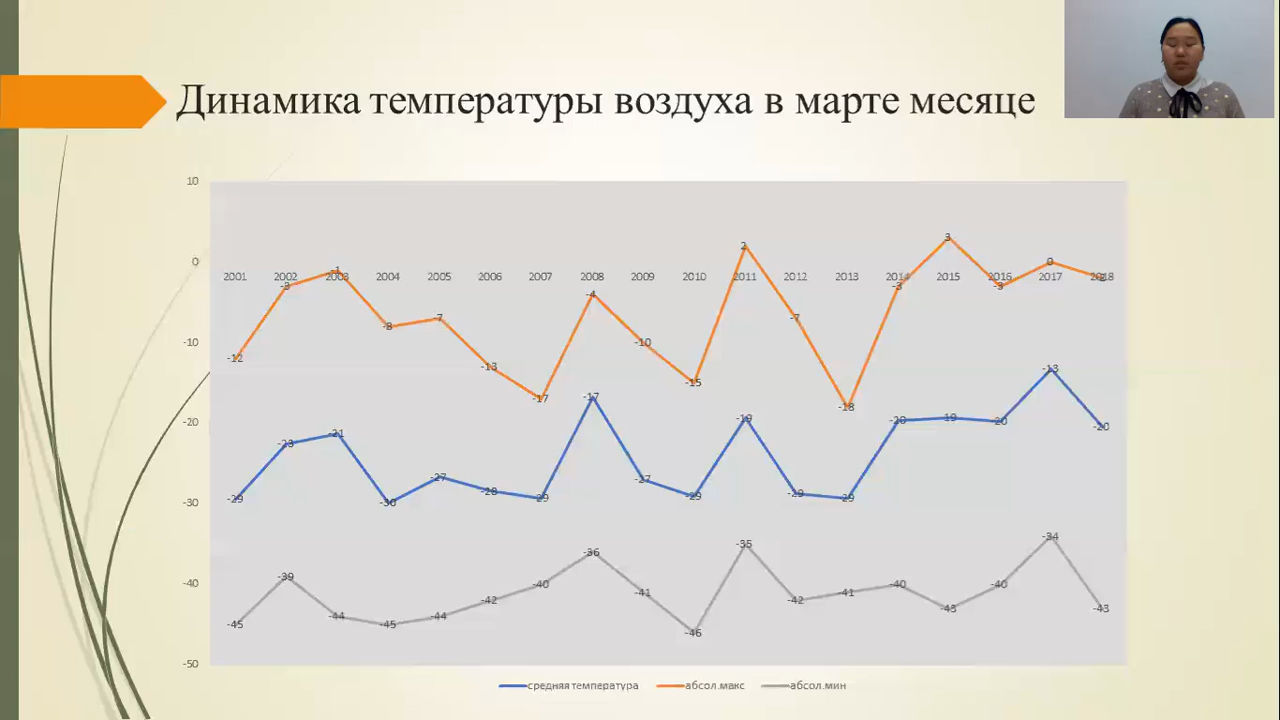 Динамика температуры воздуха в марте месяце
10
0
-10
-20
-30
-40
-50
2001 2002 2003 2004 2005 2006 2007 2008 2009 2010 2011 2012 2013 2014 2015 2016 2017 2018
-12 -3 -1 -8 -7 -13 -17 -4 -10 -15 2 -7 -18 -3 3 -3 0 -2
-29 -23 -21 -30 -27 -28 -29 -17 -27 -29 -19 -29 -29 -20 -19 -20 -13 -20
-45 -39 -44 -45 -44 -42 -40 -36 -41 -46 -35 -42 -41 -40 -43 -40 -34 -43
средняя температура абсол.макс абсол.мин